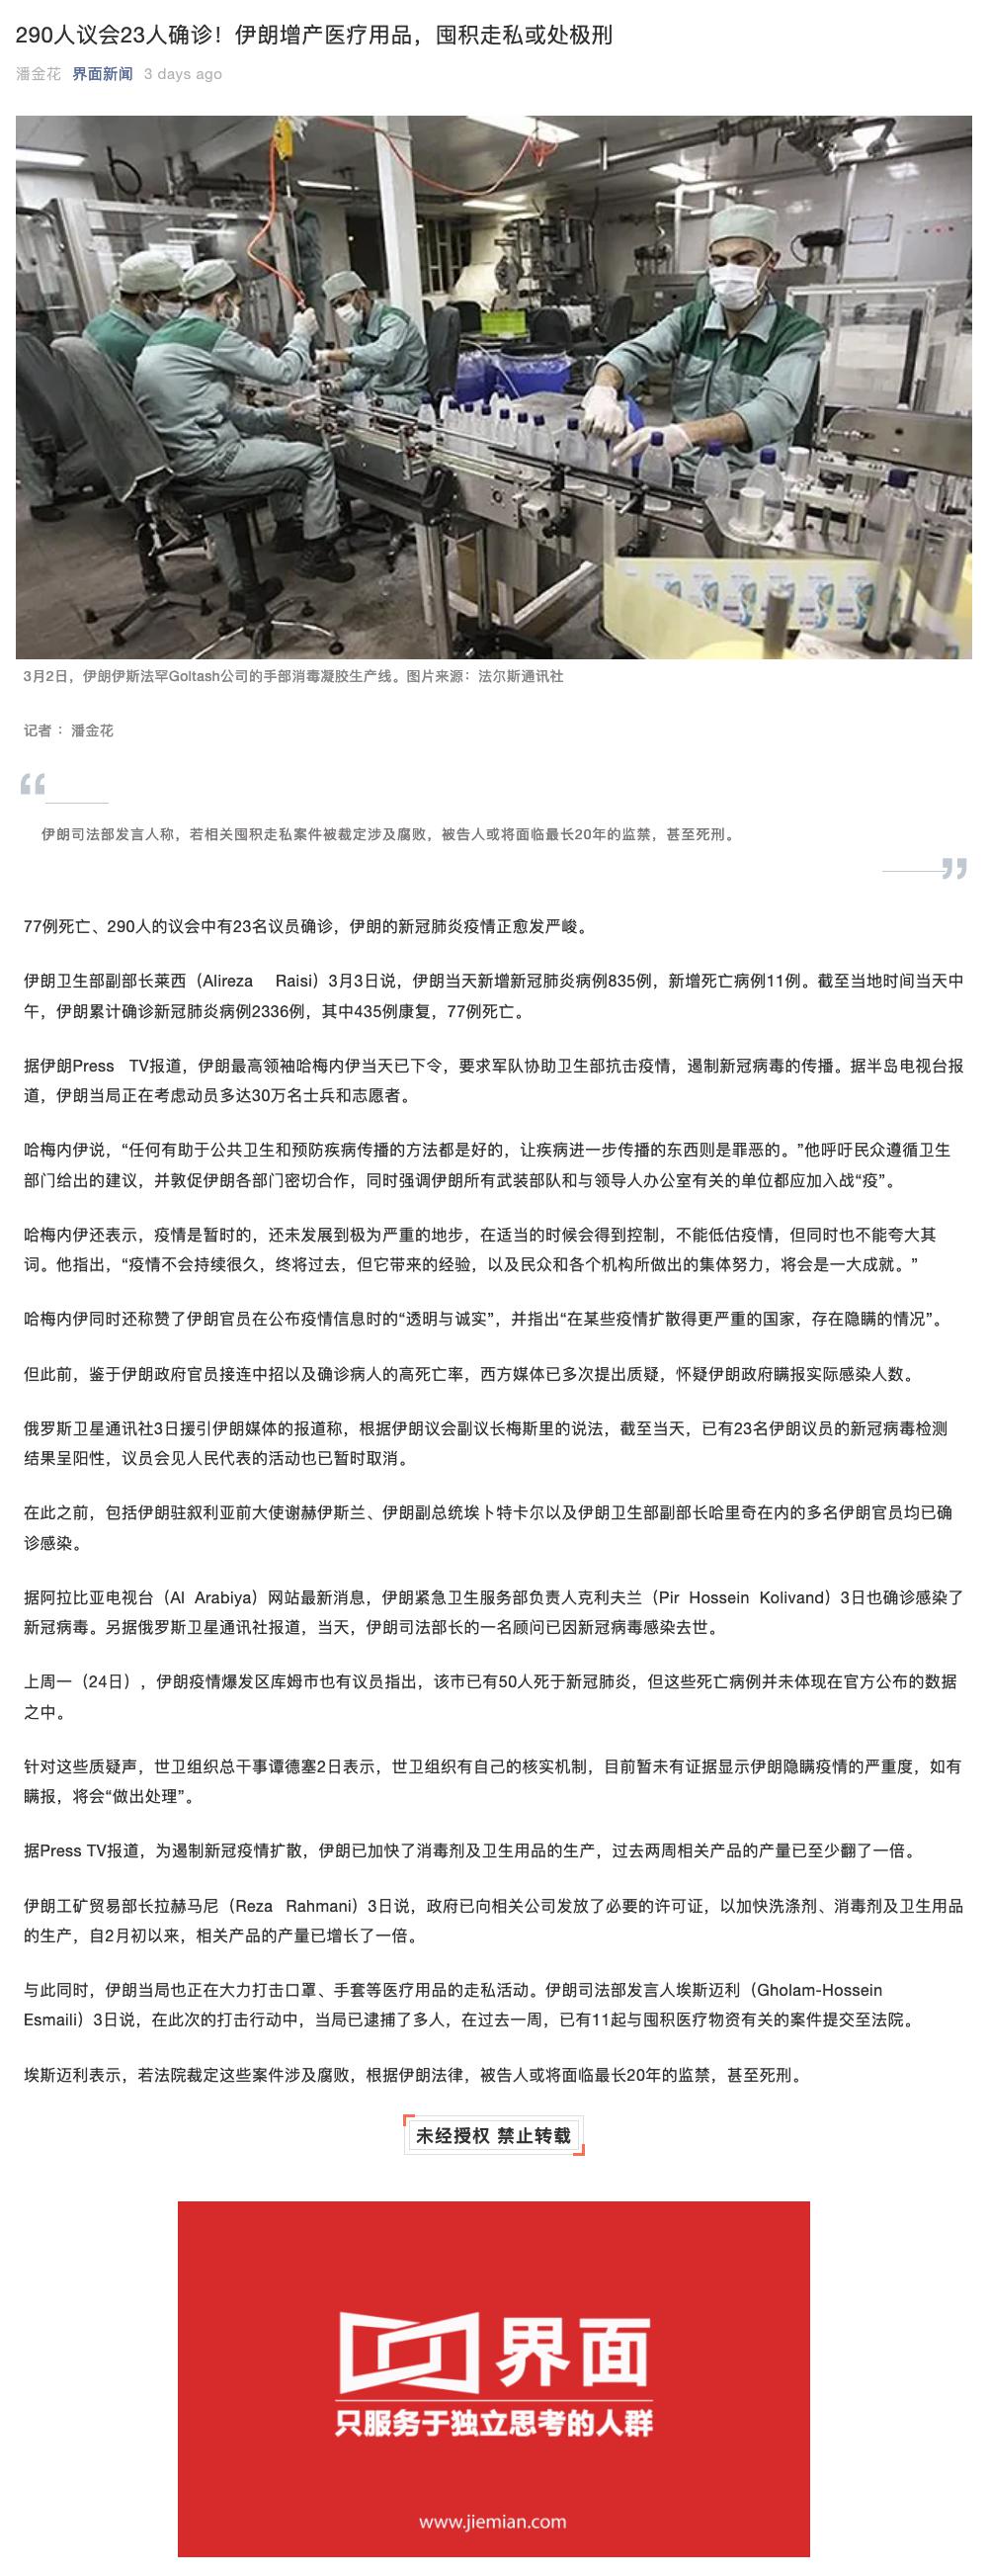 290人议会23人确诊！伊朗增产医疗用品，囤积走私或处极刑
潘金花 界面新闻 3 days ago
3月2日，伊朗伊斯法罕Goltash公司的手部消毒凝胶生产线。图片来源：法尔斯通讯社
记者 ：潘金花
伊朗司法部发言人称，若相关囤积走私案件被裁定涉及腐败，被告人或将面临最长20年的监禁，甚至死刑。
77例死亡、290人的议会中有23名议员确诊，伊朗的新冠肺炎疫情正愈发严峻。
伊朗卫生部副部长莱西（Alireza Raisi）3月3日说，伊朗当天新增新冠肺炎病例835例，新增死亡病例11例。截至当地时间当天中
午，伊朗累计确诊新冠肺炎病例2336例，其中435例康复，77例死亡。
据伊朗Press TV报道，伊朗最高领袖哈梅内伊当天已下令，要求军队协助卫生部抗击疫情，遏制新冠病毒的传播。据半岛电视台报
道，伊朗当局正在考虑动员多达30万名士兵和志愿者。
哈梅内伊说，“任何有助于公共卫生和预防疾病传播的方法都是好的，让疾病进一步传播的东西则是罪恶的。”他呼吁民众遵循卫生
部门给出的建议，并敦促伊朗各部门密切合作，同时强调伊朗所有武装部队和与领导人办公室有关的单位都应加入战“疫”。
哈梅内伊还表示，疫情是暂时的，还未发展到极为严重的地步，在适当的时候会得到控制，不能低估疫情，但同时也不能夸大其
词。他指出，“疫情不会持续很久，终将过去，但它带来的经验，以及民众和各个机构所做出的集体努力，将会是一大成就。”
哈梅内伊同时还称赞了伊朗官员在公布疫情信息时的“透明与诚实”，并指出“在某些疫情扩散得更严重的国家，存在隐瞒的情况”。
但此前，鉴于伊朗政府官员接连中招以及确诊病人的高死亡率，西方媒体已多次提出质疑，怀疑伊朗政府瞒报实际感染人数。
俄罗斯卫星通讯社3日援引伊朗媒体的报道称，根据伊朗议会副议长梅斯里的说法，截至当天，已有23名伊朗议员的新冠病毒检测
结果呈阳性，议员会见人民代表的活动也已暂时取消。
在此之前，包括伊朗驻叙利亚前大使谢赫伊斯兰、伊朗副总统埃卜特卡尔以及伊朗卫生部副部长哈里奇在内的多名伊朗官员均已确
诊感染。
据阿拉比亚电视台（Al Arabiya）网站最新消息，伊朗紧急卫生服务部负责人克利夫兰（Pir Hossein Kolivand）3日也确诊感染了
新冠病毒。另据俄罗斯卫星通讯社报道，当天，伊朗司法部长的一名顾问已因新冠病毒感染去世。
上周一（24日），伊朗疫情爆发区库姆市也有议员指出，该市已有50人死于新冠肺炎，但这些死亡病例并未体现在官方公布的数据
之中。
针对这些质疑声，世卫组织总干事谭德塞2日表示，世卫组织有自己的核实机制，目前暂未有证据显示伊朗隐瞒疫情的严重度，如有
瞒报，将会“做出处理”。
据Press TV报道，为遏制新冠疫情扩散，伊朗已加快了消毒剂及卫生用品的生产，过去两周相关产品的产量已至少翻了一倍。
伊朗工矿贸易部长拉赫马尼（Reza Rahmani）3日说，政府已向相关公司发放了必要的许可证，以加快洗涤剂、消毒剂及卫生用品
的生产，自2月初以来，相关产品的产量已增长了一倍。
与此同时，伊朗当局也正在大力打击口罩、手套等医疗用品的走私活动。伊朗司法部发言人埃斯迈利（Gholam-Hossein
Esmaili）3日说，在此次的打击行动中，当局已逮捕了多人，在过去一周，已有11起与囤积医疗物资有关的案件提交至法院。
埃斯迈利表示，若法院裁定这些案件涉及腐败，根据伊朗法律，被告人或将面临最长20年的监禁，甚至死刑。
未经授权 禁止转载
界面
只服务于独立思考的人群
www.jiemian.com